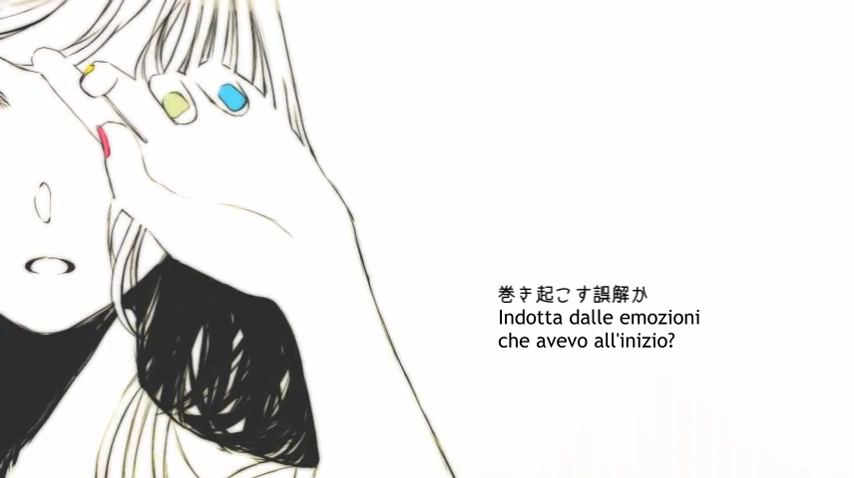 巻き起こす誤解か
Indotta dalle emozioni
che avevo all'inizio?